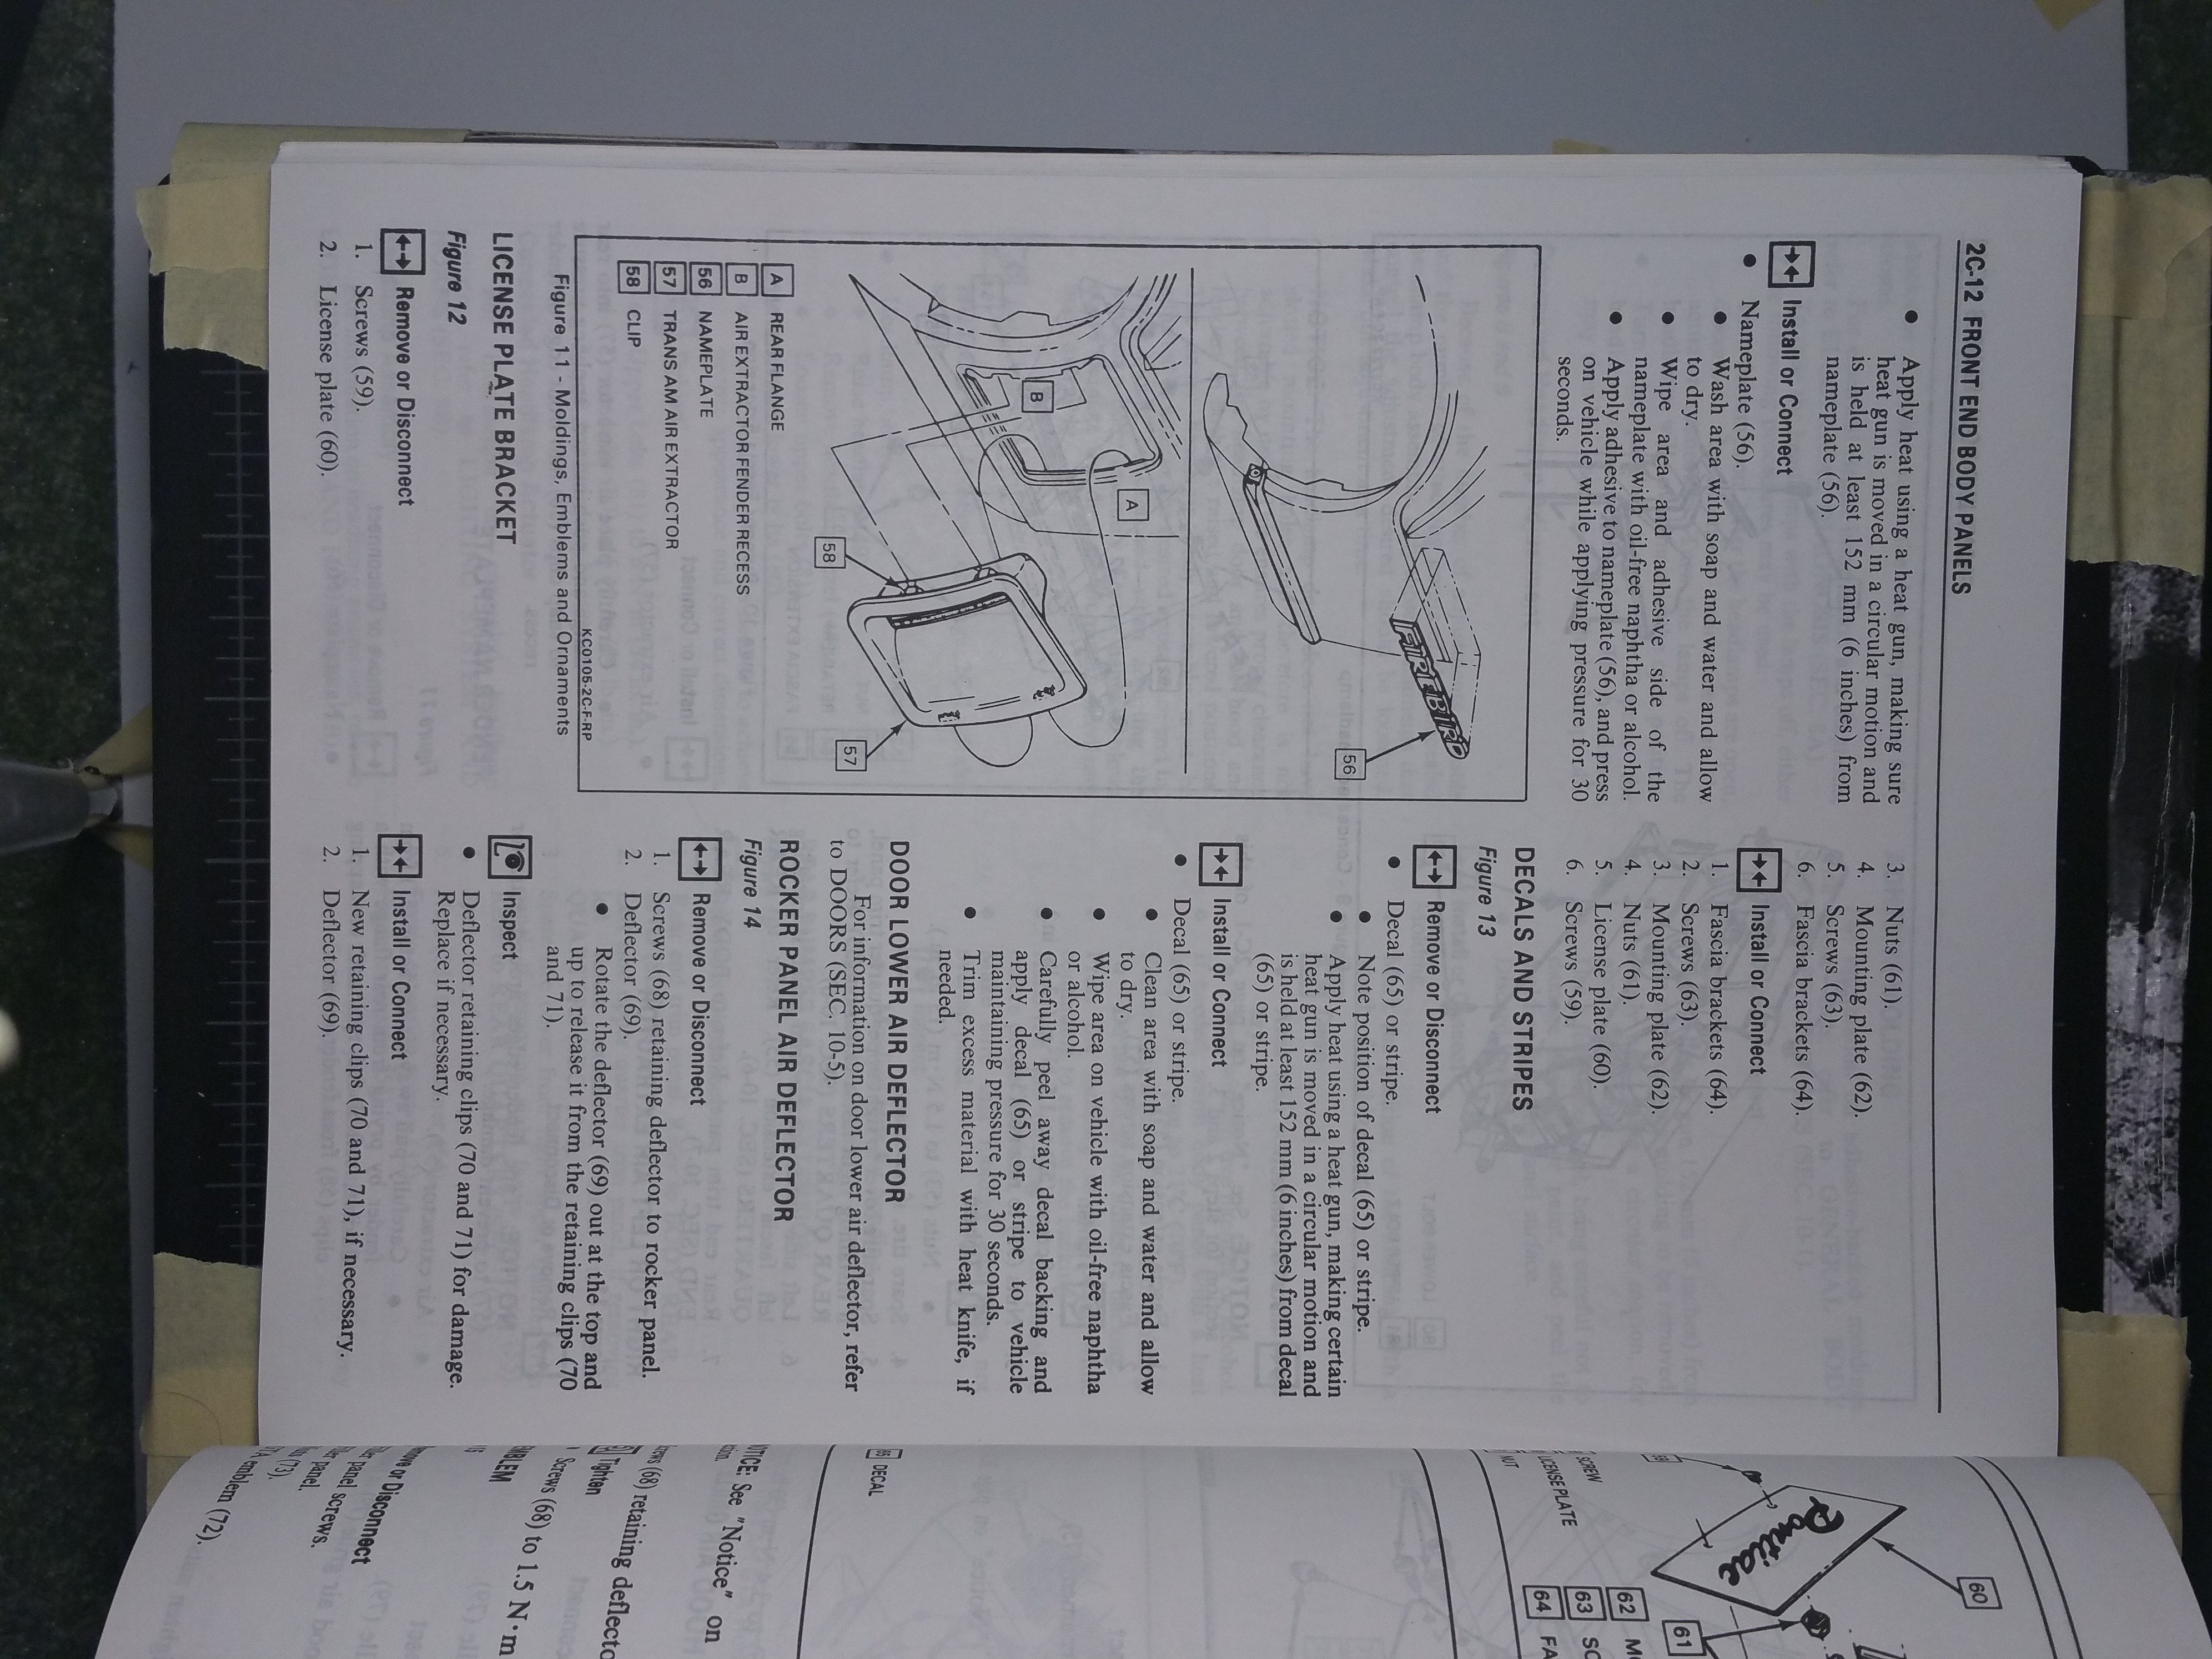 2C-12 FRONT END BODY PANELS
• Apply heat using a heat gun, making sure
heat gun is moved in a circular motion and
is held at least 152 mm (6 inches) from
nameplate (56).
Install or Connect
• Nameplate (56).
• Wash area with soap and water and allow
to dry.
• Wipe area and adhesive side of the
nameplate with oil-free naphtha or alcohol.
• Apply adhesive to nameplate (56), and press
on vehicle while applying pressure for 30
seconds.
FIREBIRD
56
A
B
58
57
A REAR FLANGE
B AIR EXTRACTOR FENDER RECESS
56 NAMEPLATE
57 TRANS AM AIR EXTRACTOR
58 CLIP
KC0105-2C-F-RP
Figure 11 - Moldings, Emblems and Ornaments
LICENSE PLATE BRACKET
Figure 12
Remove or Disconnect
1. Screws (59).
2. License plate (60).
3. Nuts (61).
4. Mounting plate (62).
5. Screws (63).
6. Fascia brackets (64).
Install or Connect
1. Fascia brackets (64).
2. Screws (63).
3. Mounting plate (62).
4. Nuts (61).
5. License plate (60).
6. Screws (59).
DECALS AND STRIPES
Figure 13
Remove or Disconnect
• Decal (65) or stripe.
• Note position of decal (65) or stripe.
• Apply heat using a heat gun, making certain
heat gun is moved in a circular motion and
is held at least 152 mm (6 inches) from decal
(65) or stripe.
Install or Connect
• Decal (65) or stripe.
• Clean area with soap and water and allow
to dry.
• Wipe area on vehicle with oil-free naphtha
or alcohol.
• Carefully peel away decal backing and
apply decal (65) or stripe to vehicle
maintaining pressure for 30 seconds.
• Trim excess material with heat knife, if
needed.
DOOR LOWER AIR DEFLECTOR
For information on door lower air deflector, refer
to DOORS (SEC. 10-5).
ROCKER PANEL AIR DEFLECTOR
Figure 14
Remove or Disconnect
1. Screws (68) retaining deflector to rocker panel.
2. Deflector (69).
• Rotate the deflector (69) out at the top and
up to release it from the retaining clips (70
and 71).
Inspect
• Deflector retaining clips (70 and 71) for damage.
Replace if necessary.
Install or Connect
1. New retaining clips (70 and 71), if necessary.
2. Deflector (69).
Pontiac
60
61
SCREW
LICENSE PLATE
NUT
62
63
64
DECAL
See "Notice" on
(68) retaining
Tighten
Screws (68) to 1.5 N·m
or Disconnect
panel screws.
panel.
(73).
emblem (72).